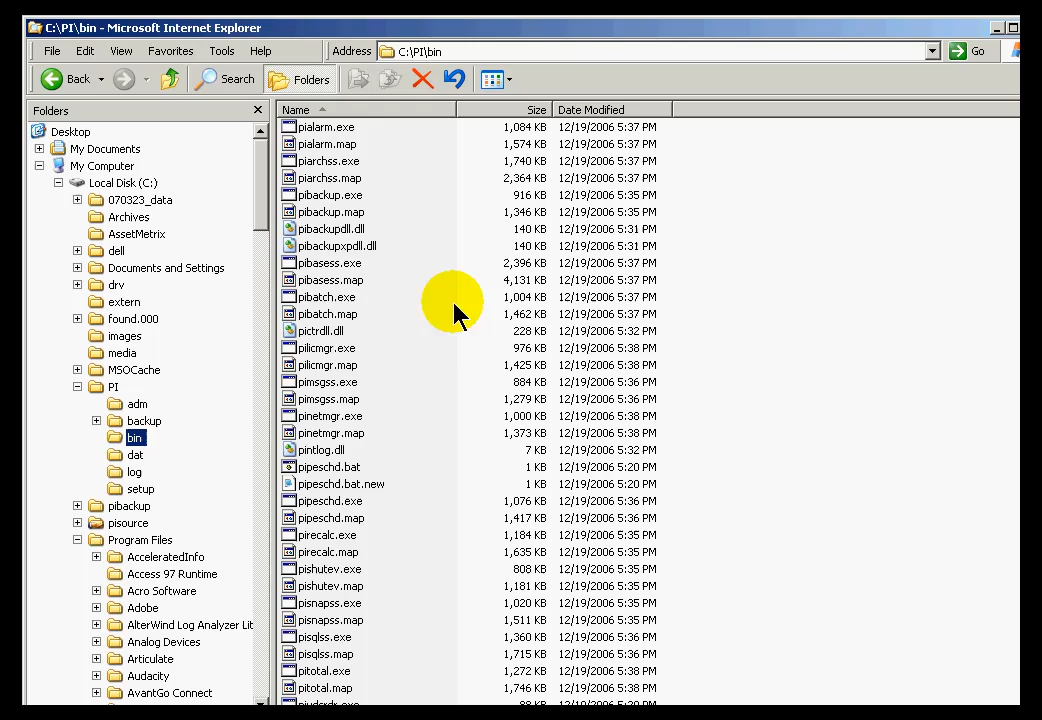 C:\PI\bin - Microsoft Internet Explorer
File Edit View Favorites Tools Help Address C:\PI\bin Go
Back Search Folders
Folders
Desktop
My Documents
My Computer
Local Disk (C:)
070323_data
Archives
AssetMetrix
dell
Documents and Settings
drv
extern
found.000
images
media
MSOCache
PI
adm
backup
bin
dat
log
setup
pibackup
pisource
Program Files
AcceleratedInfo
Access 97 Runtime
Acro Software
Adobe
AlterWind Log Analyzer Lit
Analog Devices
Articulate
Audacity
AvantGo Connect
Name Size Date Modified
pialarm.exe 1,084 KB 12/19/2006 5:37 PM
pialarm.map 1,574 KB 12/19/2006 5:37 PM
piarchss.exe 1,740 KB 12/19/2006 5:37 PM
piarchss.map 2,364 KB 12/19/2006 5:37 PM
pibackup.exe 916 KB 12/19/2006 5:35 PM
pibackup.map 1,346 KB 12/19/2006 5:35 PM
pibackupdll.dll 140 KB 12/19/2006 5:31 PM
pibackupxpdll.dll 140 KB 12/19/2006 5:31 PM
pibasess.exe 2,396 KB 12/19/2006 5:37 PM
pibasess.map 4,131 KB 12/19/2006 5:37 PM
pibatch.exe 1,004 KB 12/19/2006 5:37 PM
pibatch.map 1,462 KB 12/19/2006 5:37 PM
pictrdll.dll 228 KB 12/19/2006 5:32 PM
pilicmgr.exe 976 KB 12/19/2006 5:38 PM
pilicmgr.map 1,425 KB 12/19/2006 5:38 PM
pimsgss.exe 884 KB 12/19/2006 5:36 PM
pimsgss.map 1,279 KB 12/19/2006 5:36 PM
pinetmgr.exe 1,000 KB 12/19/2006 5:38 PM
pinetmgr.map 1,373 KB 12/19/2006 5:38 PM
pintlog.dll 7 KB 12/19/2006 5:32 PM
pipeschd.bat 1 KB 12/19/2006 5:20 PM
pipeschd.bat.new 1 KB 12/19/2006 5:20 PM
pipeschd.exe 1,076 KB 12/19/2006 5:36 PM
pipeschd.map 1,417 KB 12/19/2006 5:36 PM
pirecalc.exe 1,184 KB 12/19/2006 5:35 PM
pirecalc.map 1,635 KB 12/19/2006 5:35 PM
pishutev.exe 808 KB 12/19/2006 5:35 PM
pishutev.map 1,181 KB 12/19/2006 5:35 PM
pisnapss.exe 1,020 KB 12/19/2006 5:35 PM
pisnapss.map 1,511 KB 12/19/2006 5:35 PM
pisqlss.exe 1,360 KB 12/19/2006 5:36 PM
pisqlss.map 1,715 KB 12/19/2006 5:36 PM
pitotal.exe 1,272 KB 12/19/2006 5:38 PM
pitotal.map 1,746 KB 12/19/2006 5:38 PM